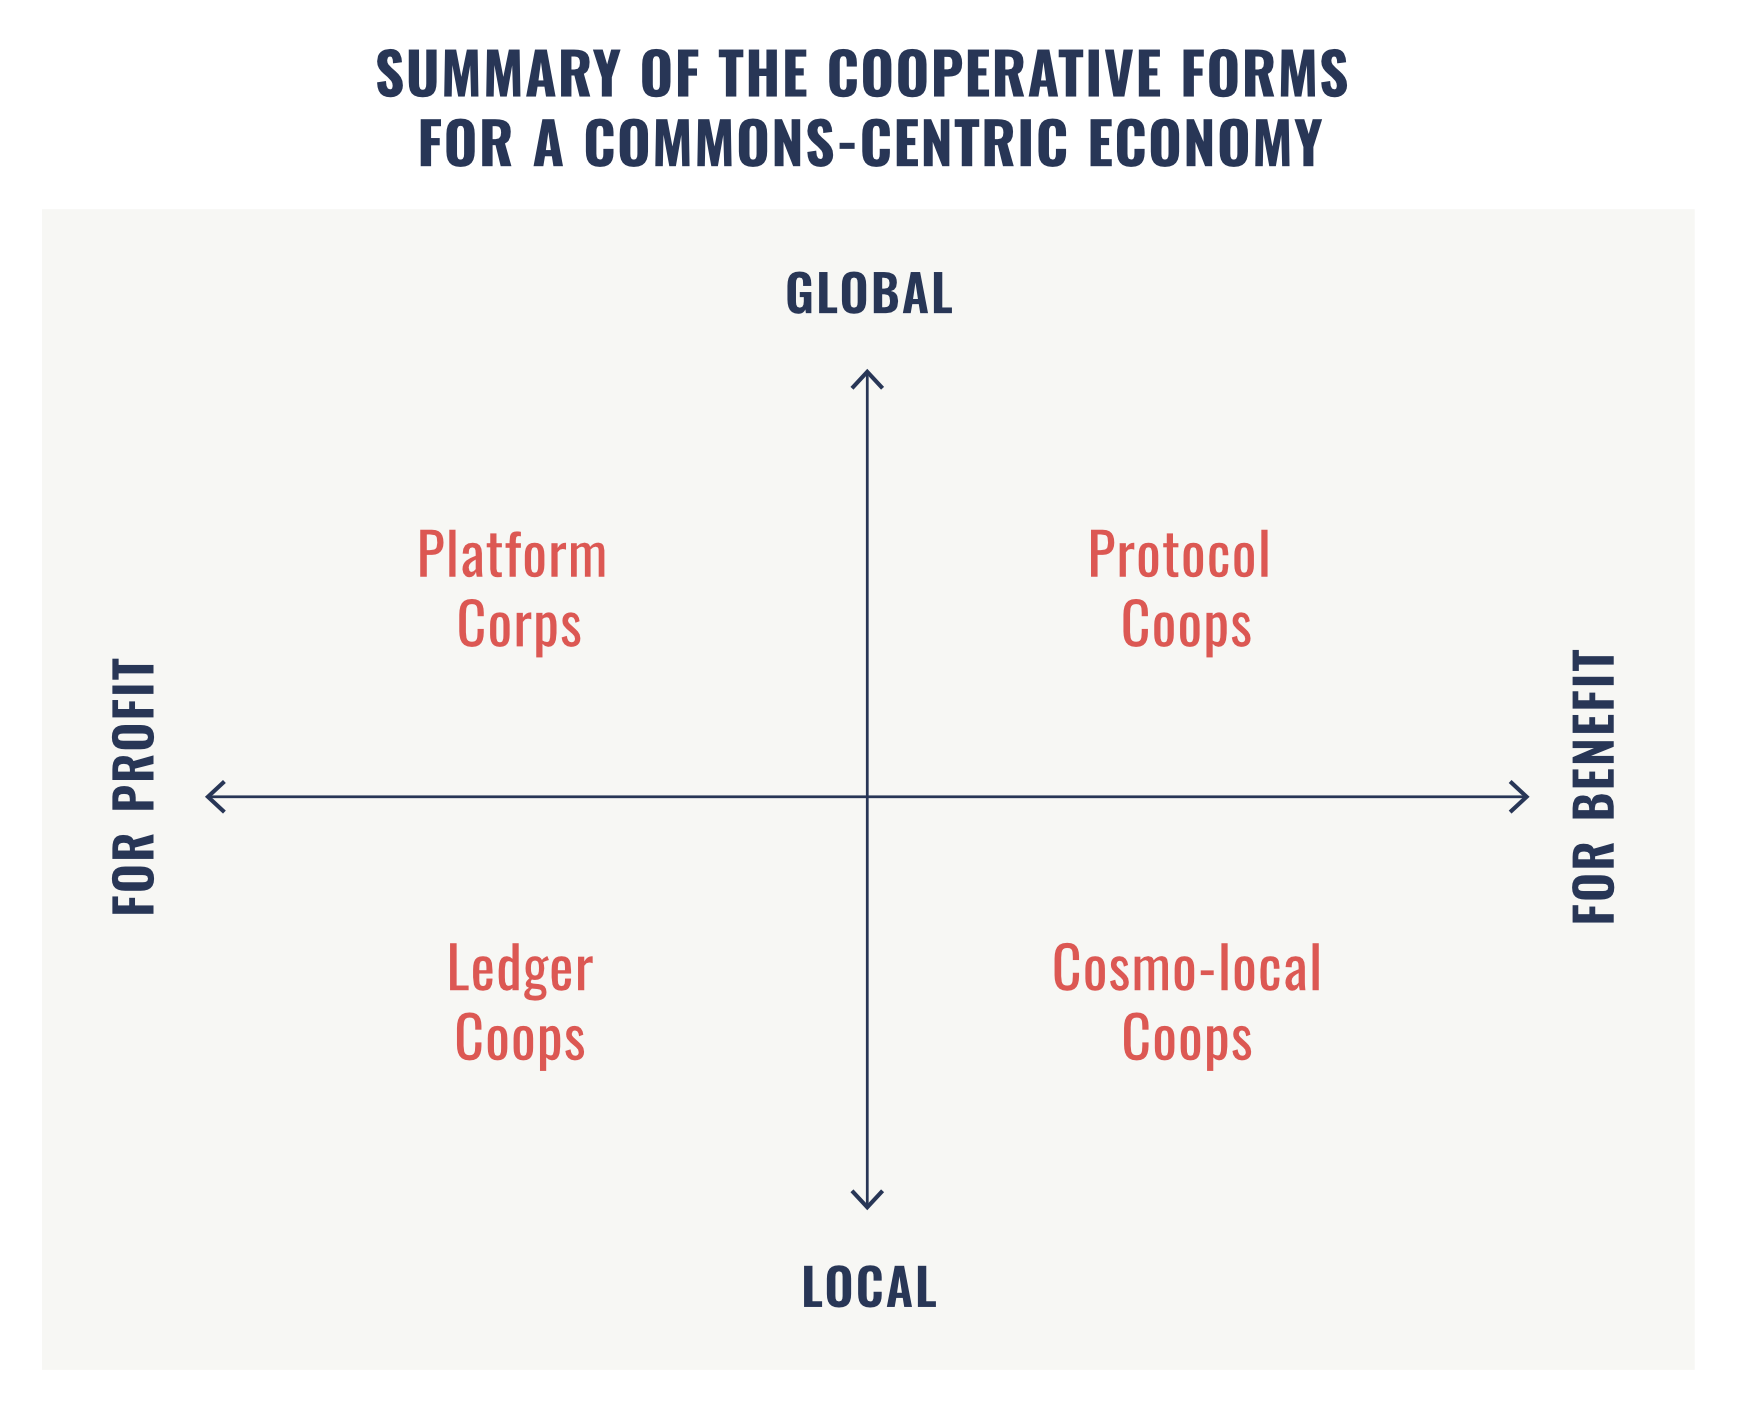 SUMMARY OF THE COOPERATIVE FORMS
FOR A COMMONS-CENTRIC ECONOMY
GLOBAL
Platform
Corps
Protocol
Coops
FOR PROFIT
FOR BENEFIT
Ledger
Coops
Cosmo-local
Coops
LOCAL